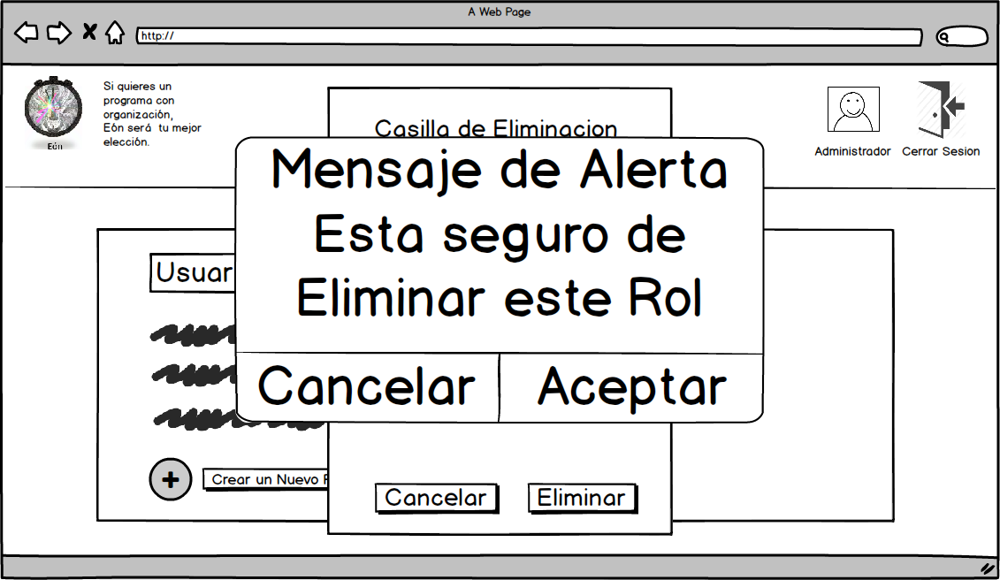 A Web Page
http://
Si quieres un
programa con
organización,
Eón será tu mejor
elección.
Eón
Administrador
Cerrar Sesion
Casilla de Eliminacion
Mensaje de Alerta
Esta seguro de
Eliminar este Rol
Cancelar
Aceptar
Usuar
Crear un Nuevo
Cancelar
Eliminar